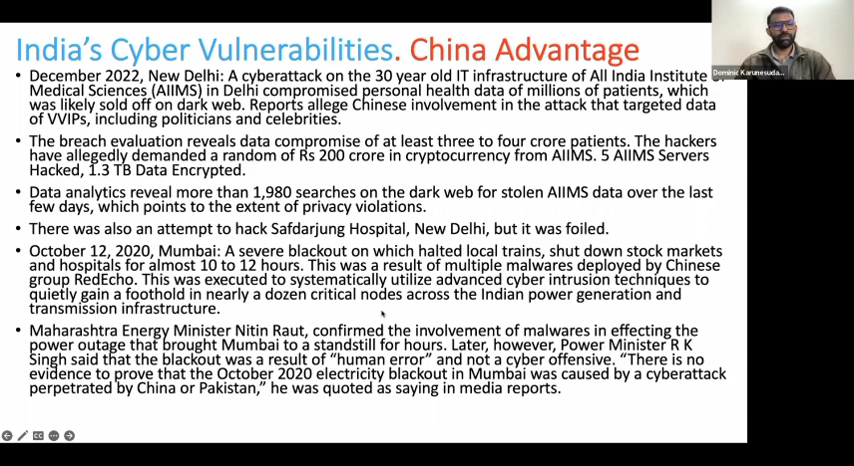 India's Cyber Vulnerabilities. China Advantage
• December 2022, New Delhi: A cyberattack on the 30 year old IT infrastructure of All India Institute
Medical Sciences (AIIMS) in Delhi compromised personal health data of millions of patients, which
was likely sold off on dark web. Reports allege Chinese involvement in the attack that targeted data
of VVIPs, including politicians and celebrities.
• The breach evaluation reveals data compromise of at least three to four crore patients. The hackers
have allegedly demanded a random of Rs 200 crore in cryptocurrency from AIIMS. 5 AIIMS Servers
Hacked, 1.3 TB Data Encrypted.
• Data analytics reveal more than 1,980 searches on the dark web for stolen AIIMS data over the last
few days, which points to the extent of privacy violations.
• There was also an attempt to hack Safdarjung Hospital, New Delhi, but it was foiled.
• October 12, 2020, Mumbai: A severe blackout on which halted local trains, shut down stock markets
and hospitals for almost 10 to 12 hours. This was a result of multiple malwares deployed by Chinese
group RedEcho. This was executed to systematically utilize advanced cyber intrusion techniques to
quietly gain a foothold in nearly a dozen critical nodes across the Indian power generation and
transmission infrastructure.
• Maharashtra Energy Minister Nitin Raut, confirmed the involvement of malwares in effecting the
power outage that brought Mumbai to a standstill for hours. Later, however, Power Minister R K
Singh said that the blackout was a result of "human error" and not a cyber offensive. "There is no
evidence to prove that the October 2020 electricity blackout in Mumbai was caused by a cyberattack
perpetrated by China or Pakistan," he was quoted as saying in media reports.
Dominic Karunesuda...